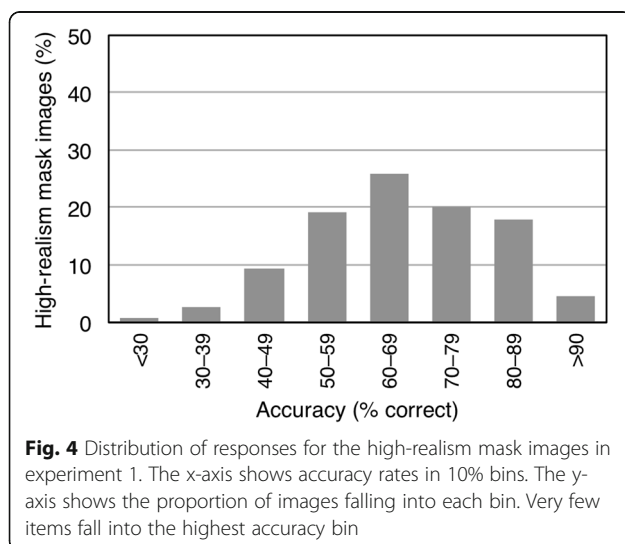 50
40
30
20
10
0
High-realism mask images (%)
<30
30–39
40–49
50–59
60–69
70–79
80–89
>90
Accuracy (% correct)
Fig. 4 Distribution of responses for the high-realism mask images in
experiment 1. The x-axis shows accuracy rates in 10% bins. The y-
axis shows the proportion of images falling into each bin. Very few
items fall into the highest accuracy bin